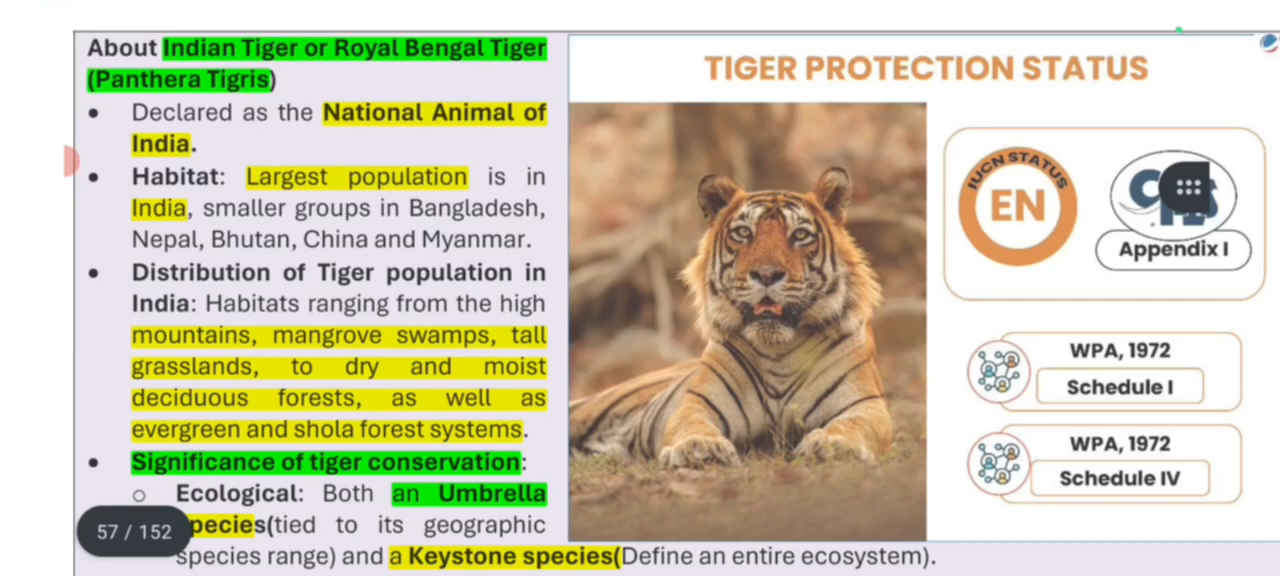 About Indian Tiger or Royal Bengal Tiger
(Panthera Tigris)
• Declared as the National Animal of
India.
• Habitat: Largest population is in
India, smaller groups in Bangladesh,
Nepal, Bhutan, China and Myanmar.
• Distribution of Tiger population in
India: Habitats ranging from the high
mountains, mangrove swamps, tall
grasslands, to dry and moist
deciduous forests, as well as
evergreen and shola forest systems.
• Significance of tiger conservation:
o Ecological: Both an Umbrella
pecies(tied to its geographic
species range) and a Keystone species(Define an entire ecosystem).
57 / 152
TIGER PROTECTION STATUS
IUCN STATUS
EN
Appendix I
WPA, 1972
Schedule I
WPA, 1972
Schedule IV